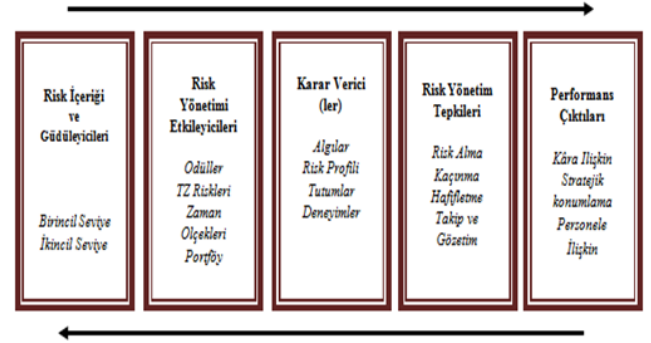 Risk İçeriği
ve
Güdüleyicileri
Birincil Seviye
İkincil Seviye
Risk
Yönetimi
Etkileyicileri
Ödüller
TZ Riskleri
Zaman
Olçekleri
Portföy
Karar Verici
(ler)
Algılar
Risk Profili
Tutumlar
Deneyimler
Risk Yönetim
Tepkileri
Risk Alma
Kaçınma
Hafifletme
Takip ve
Gözetim
Performans
Çıktıları
Kâra Ilişkin
Stratejik
konumlama
Personele
İlişkin